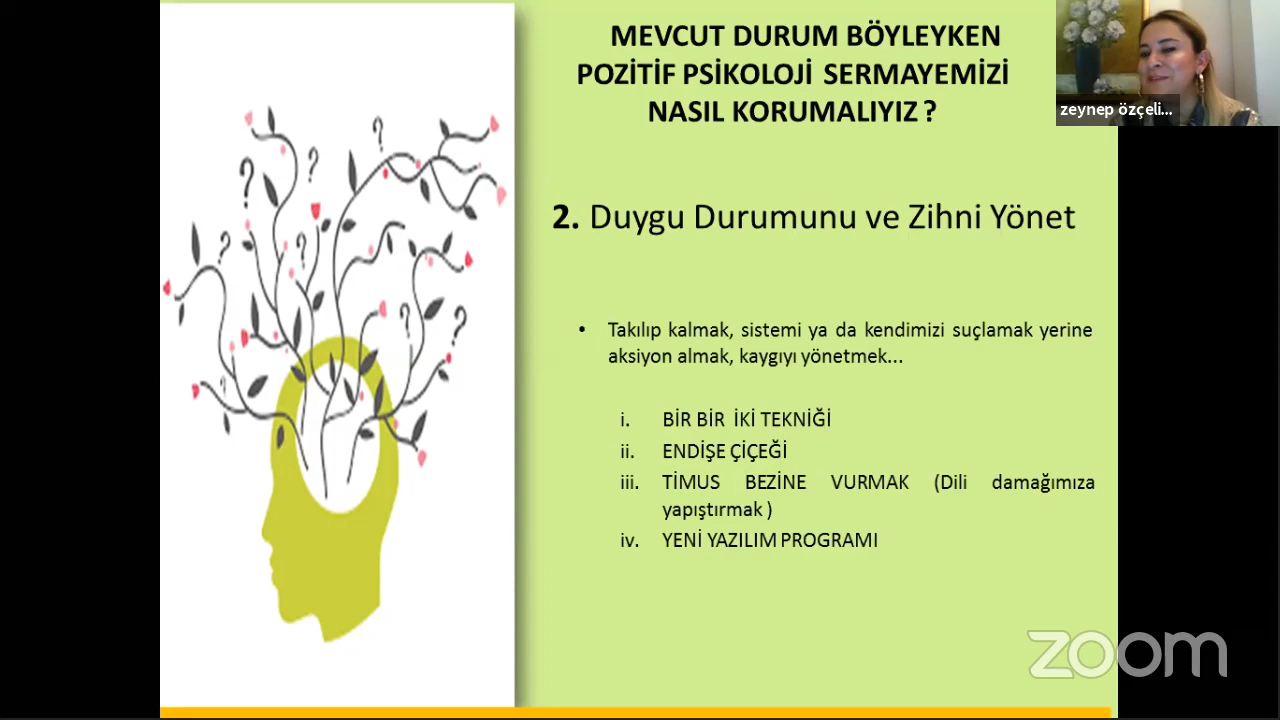 MEVCUT DURUM BÖYLEYKEN
POZİTİF PSİKOLOJİ SERMAYEMİZİ
NASIL KORUMALIYIZ ?
zeynep özçeli...
2. Duygu Durumunu ve Zihni Yönet
• Takılıp kalmak, sistemi ya da kendimizi suçlamak yerine
aksiyon almak, kaygıyı yönetmek...
i. BİR BİR İKİ TEKNİĞİ
ii. ENDİŞE ÇİÇEĞİ
iii. TİMUS BEZİNE VURMAK (Dili damağımıza
yapıştırmak )
iv. YENİ YAZILIM PROGRAMI
zoom